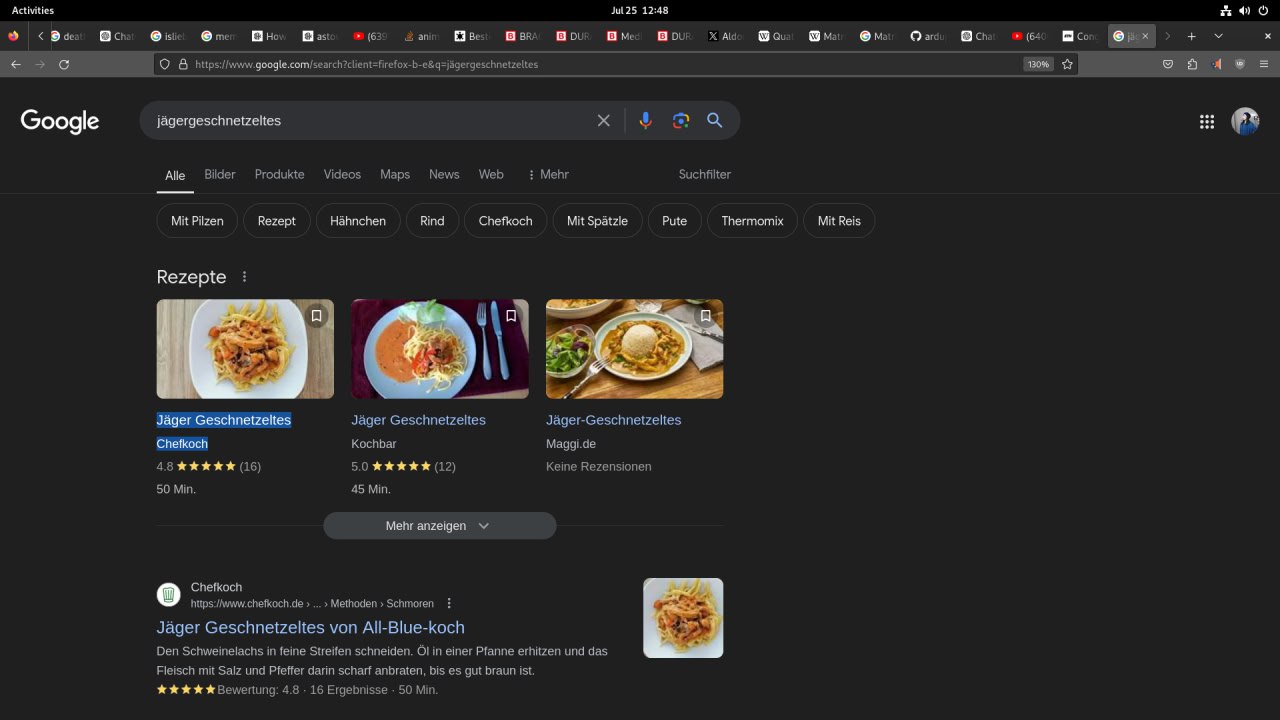 Activities
Jul 25 12:48
death
Chat
islieb
mem
How
astou
(639
anim
Best
BRA
DUR
Medi
DUR
Aldo
Quat
Matr
Matr
ardu
Chat
(640
Con
jäg
https://www.google.com/search?client=firefox-b-e&q=jägergeschnetzeltes
130%
Google
jägergeschnetzeltes
Alle
Bilder
Produkte
Videos
Maps
News
Web
Mehr
Suchfilter
Mit Pilzen
Rezept
Hähnchen
Rind
Chefkoch
Mit Spätzle
Pute
Thermomix
Mit Reis
Rezepte
Jäger Geschnetzeltes
Chefkoch
4.8 ★★★★★ (16)
50 Min.
Jäger Geschnetzeltes
Kochbar
5.0 ★★★★★ (12)
45 Min.
Jäger-Geschnetzeltes
Maggi.de
Keine Rezensionen
Mehr anzeigen
Chefkoch
https://www.chefkoch.de › ... › Methoden › Schmoren
Jäger Geschnetzeltes von All-Blue-koch
Den Schweinelachs in feine Streifen schneiden. Öl in einer Pfanne erhitzen und das
Fleisch mit Salz und Pfeffer darin scharf anbraten, bis es gut braun ist.
★★★★★ Bewertung: 4.8 · 16 Ergebnisse · 50 Min.